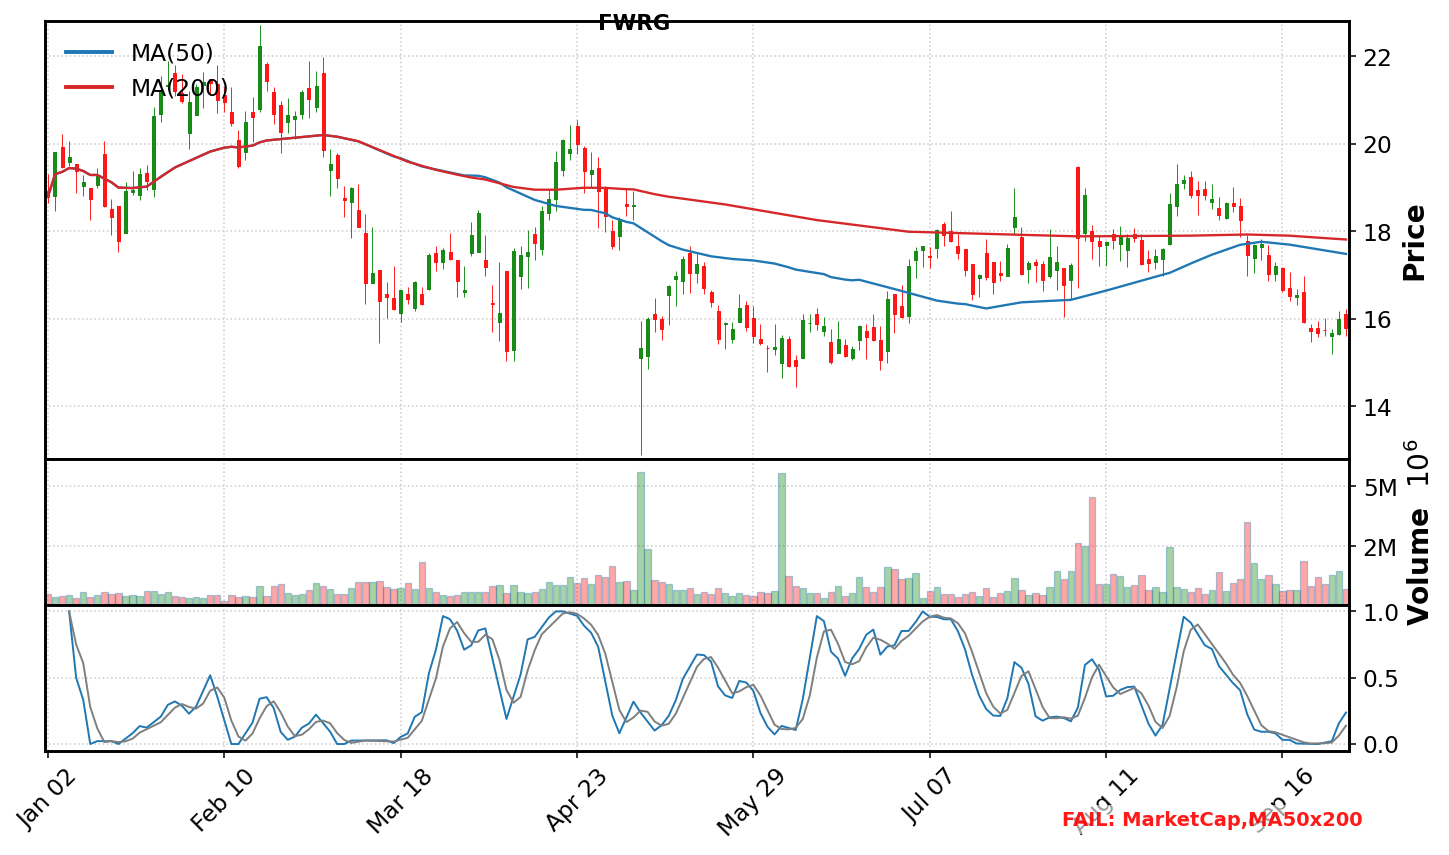 FWRG
MA(50)
MA(200)
22
20
18
16
14
Price
5M
2M
Volume 10^6
1.0
0.5
0.0
Jan 02
Feb 10
Mar 18
Apr 23
May 29
Jul 07
Aug 11
Sep 16
FAIL: MarketCap,MA50x200